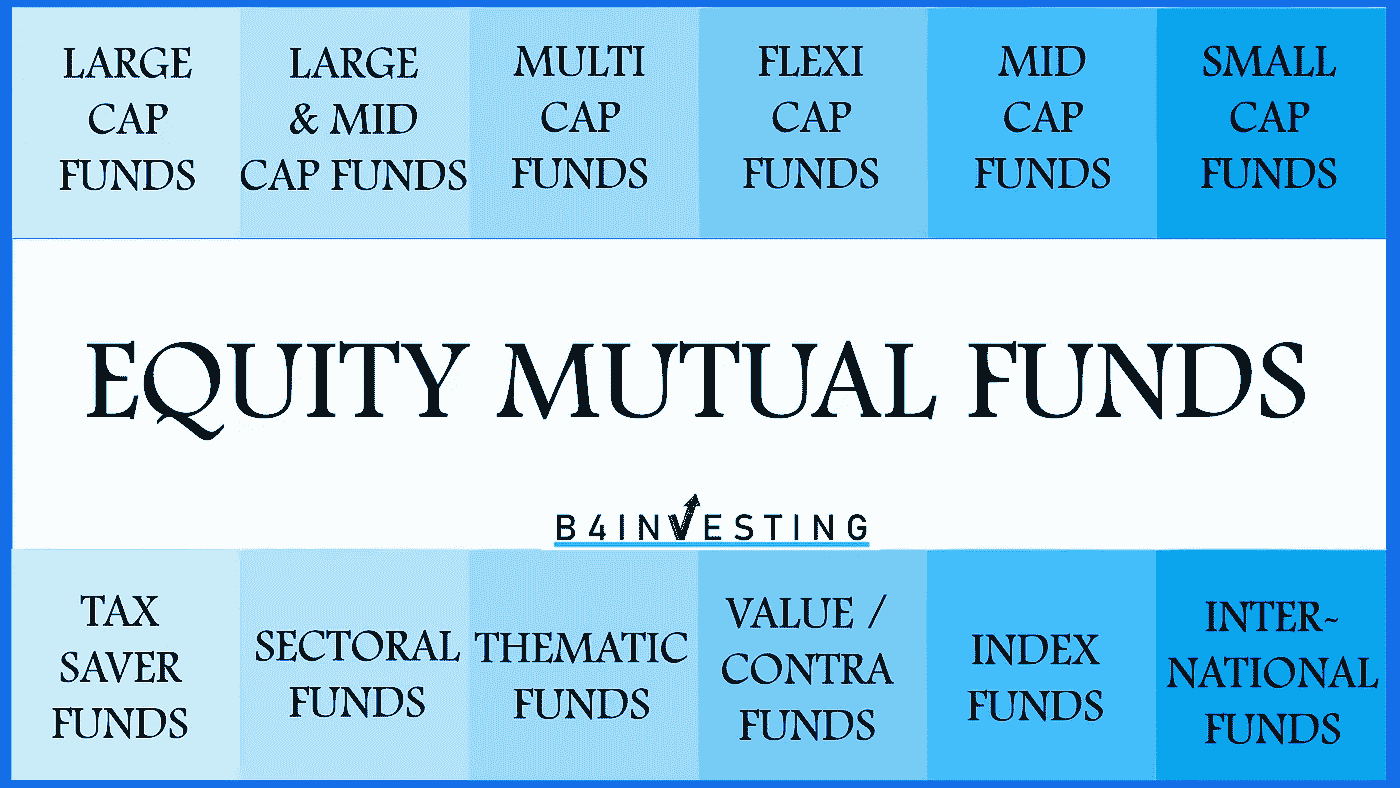 LARGE
CAP
FUNDS
LARGE
& MID
CAP FUNDS
MULTI
CAP
FUNDS
FLEXI
CAP
FUNDS
MID
CAP
FUNDS
SMALL
CAP
FUNDS
EQUITY MUTUAL FUNDS
B4INVESTING
TAX
SAVER
FUNDS
SECTORAL
FUNDS
THEMATIC
FUNDS
VALUE /
CONTRA
FUNDS
INDEX
FUNDS
INTER-
NATIONAL
FUNDS